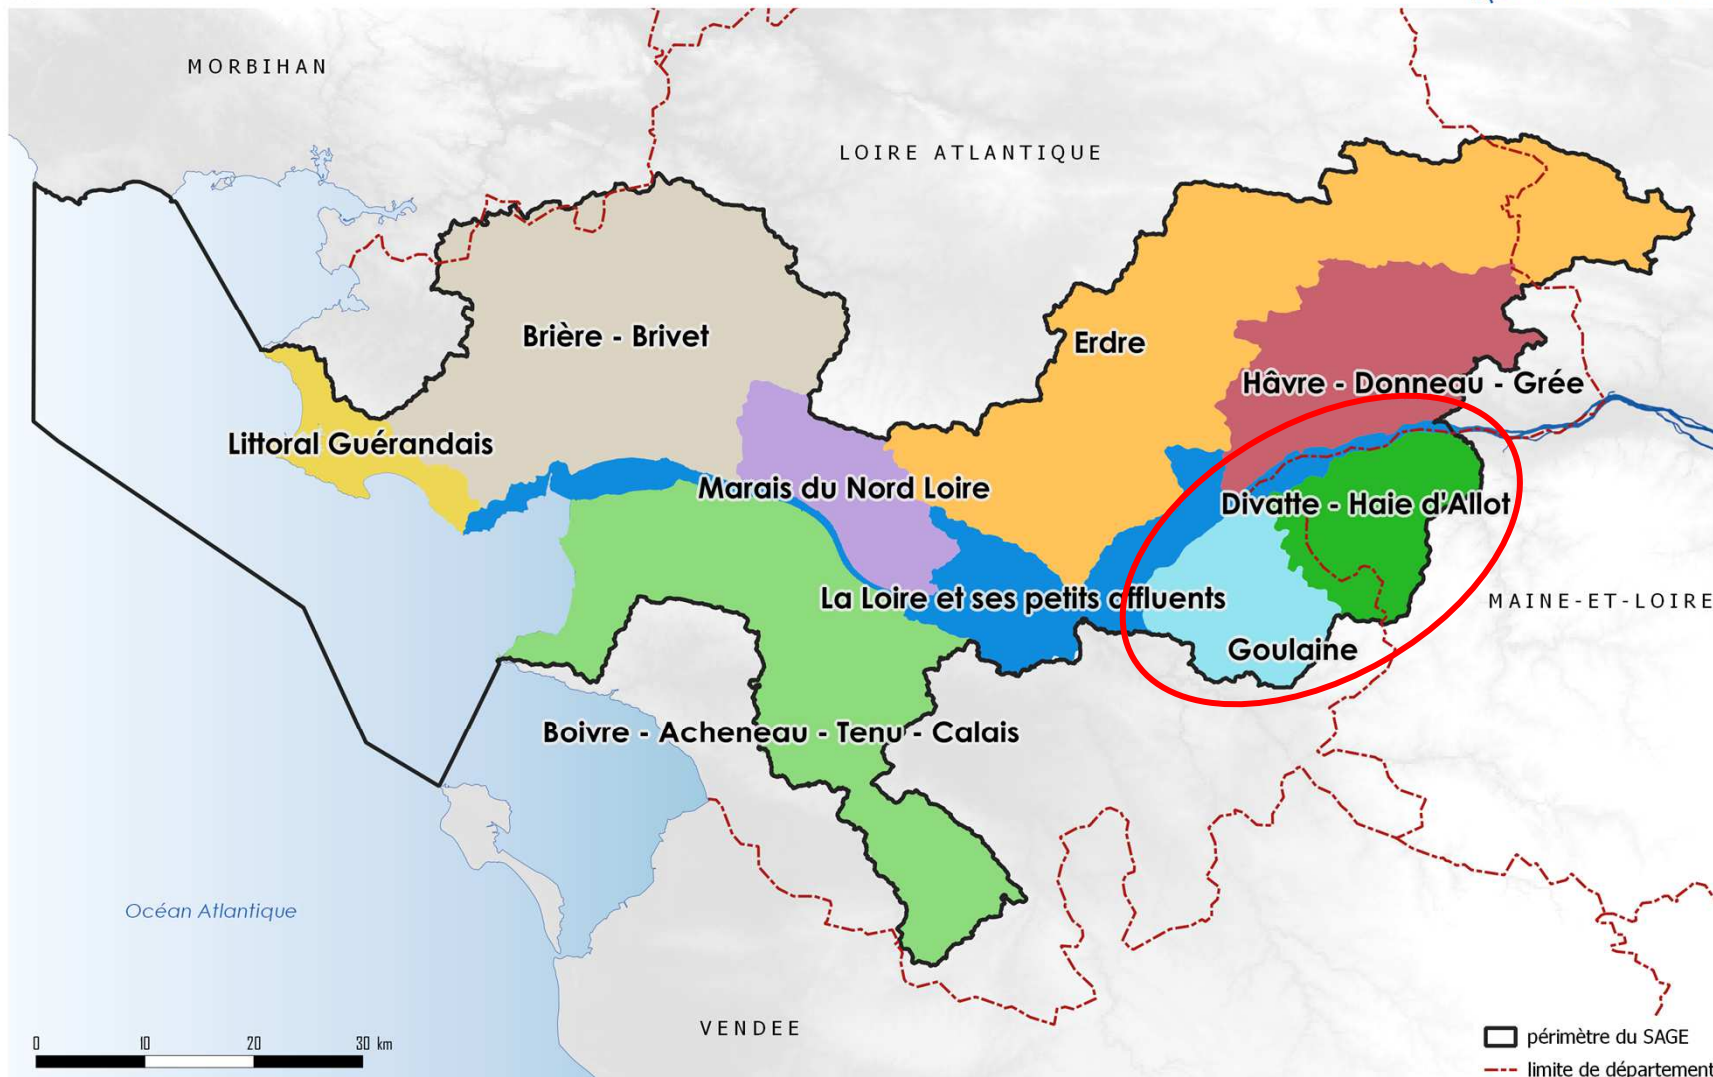 MORBIHAN
LOIRE ATLANTIQUE
Brière - Brivet
Erdre
Hâvre - Donneau - Grée
Littoral Guérandais
Marais du Nord Loire
Divatte - Haie d'Allot
La Loire et ses petits affluents
MAINE-ET-LOIRE
Goulaine
Boivre - Acheneau - Tenu - Calais
Océan Atlantique
VENDEE
0 10 20 30 km
périmètre du SAGE
limite de département